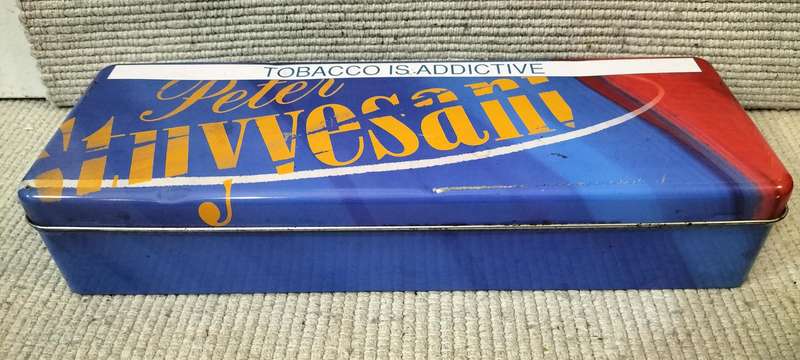 TOBACCO IS ADDICTIVE
Peter
Stuyvesant